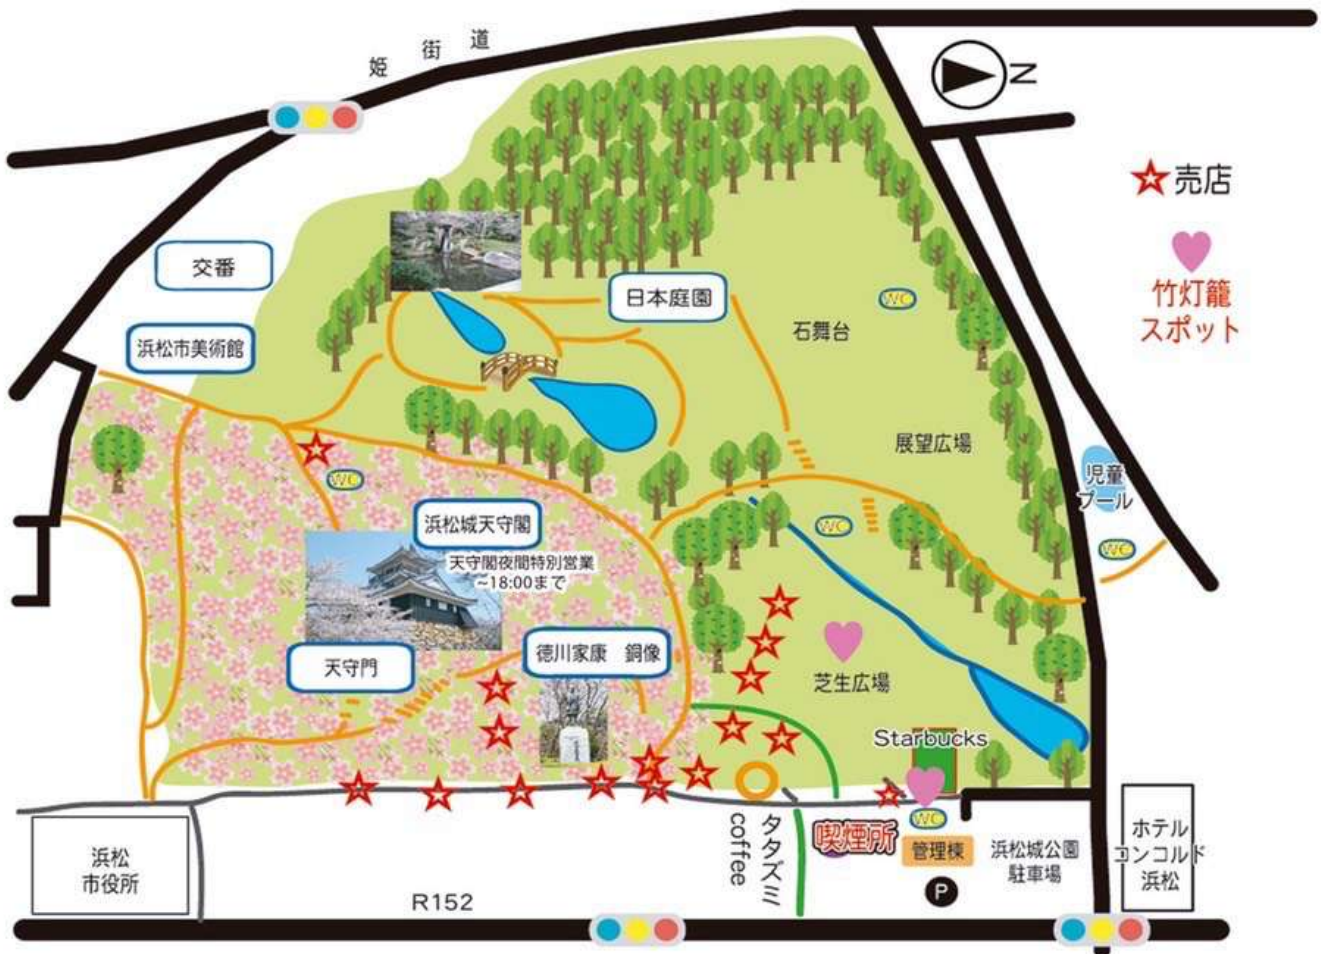 姫街道
N
売店
交番
竹灯籠
スポット
日本庭園
WC
石舞台
浜松市美術館
展望広場
WC
児童
プール
浜松城天守閣
天守閣夜間特別営業
~18:00まで
WC
WC
徳川家康　銅像
天守門
芝生広場
Starbucks
タタズミ
coffee
喫煙所
WC
管理棟
P
浜松城公園
駐車場
ホテル
コンコルド
浜松
浜松
市役所
R152